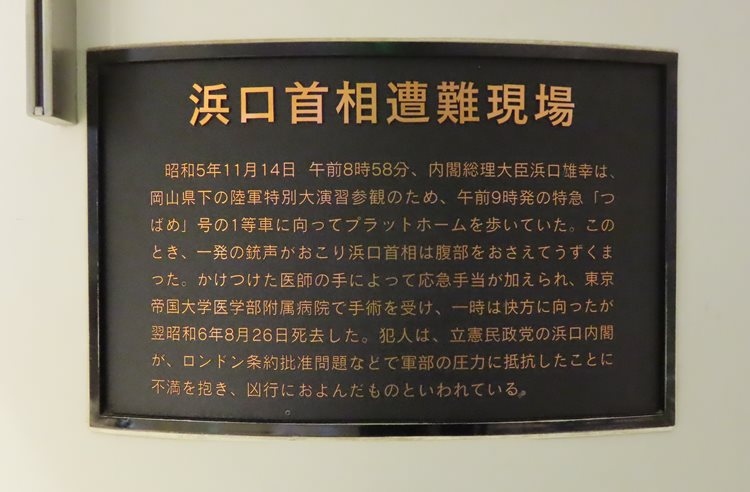 浜口首相遭難現場
昭和5年11月14日 午前8時58分、内閣総理大臣浜口雄幸は、
岡山県下の陸軍特別大演習参観のため、午前9時発の特急「つ
ばめ」号の1等車に向ってプラットホームを歩いていた。この
とき、一発の銃声がおこり浜口首相は腹部をおさえてうずくま
った。かけつけた医師の手によって応急手当が加えられ、東京
帝国大学医学部附属病院で手術を受け、一時は快方に向ったが
翌昭和6年8月26日死去した。犯人は、立憲民政党の浜口内閣
が、ロンドン条約批准問題などで軍部の圧力に抵抗したことに
不満を抱き、凶行におよんだものといわれている。